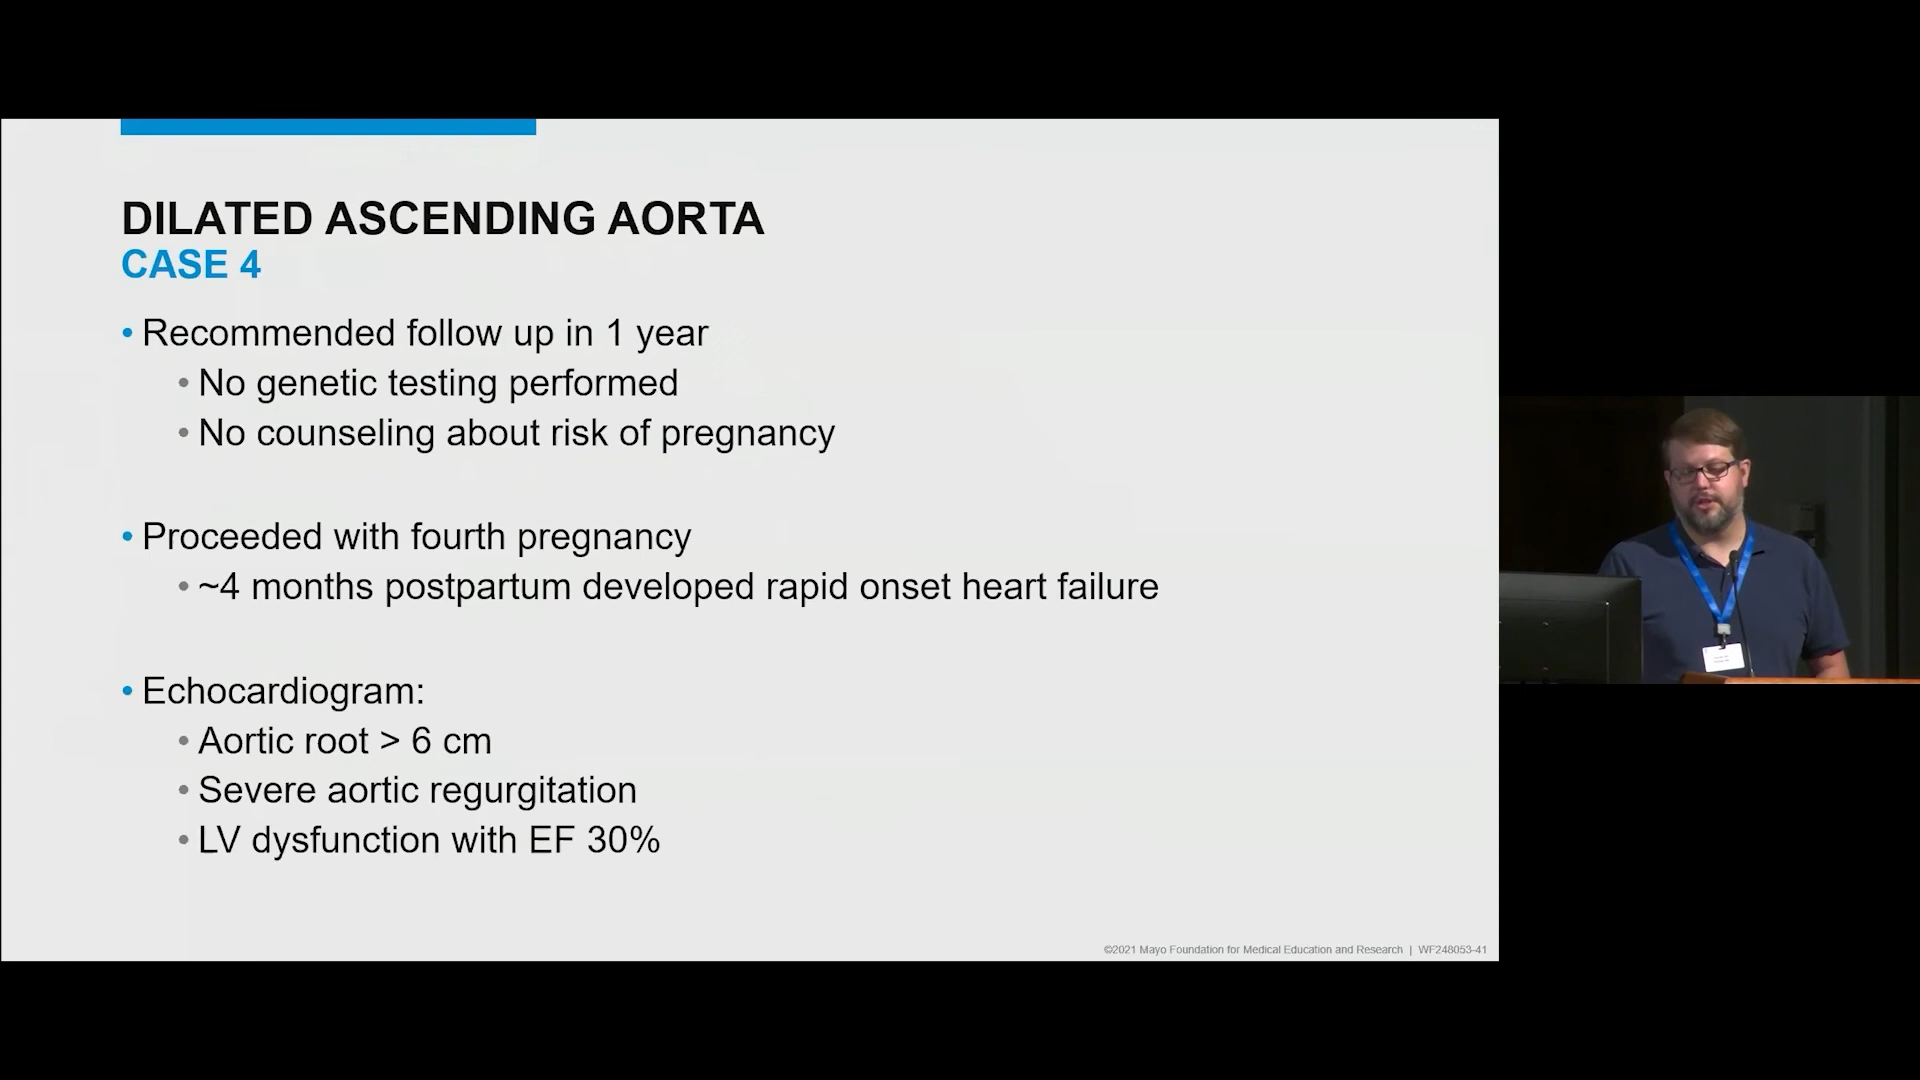 DILATED ASCENDING AORTA
CASE 4
• Recommended follow up in 1 year
• No genetic testing performed
• No counseling about risk of pregnancy
• Proceeded with fourth pregnancy
• ~4 months postpartum developed rapid onset heart failure
• Echocardiogram:
• Aortic root > 6 cm
• Severe aortic regurgitation
• LV dysfunction with EF 30%
©2021 Mayo Foundation for Medical Education and Research | WF248053-41